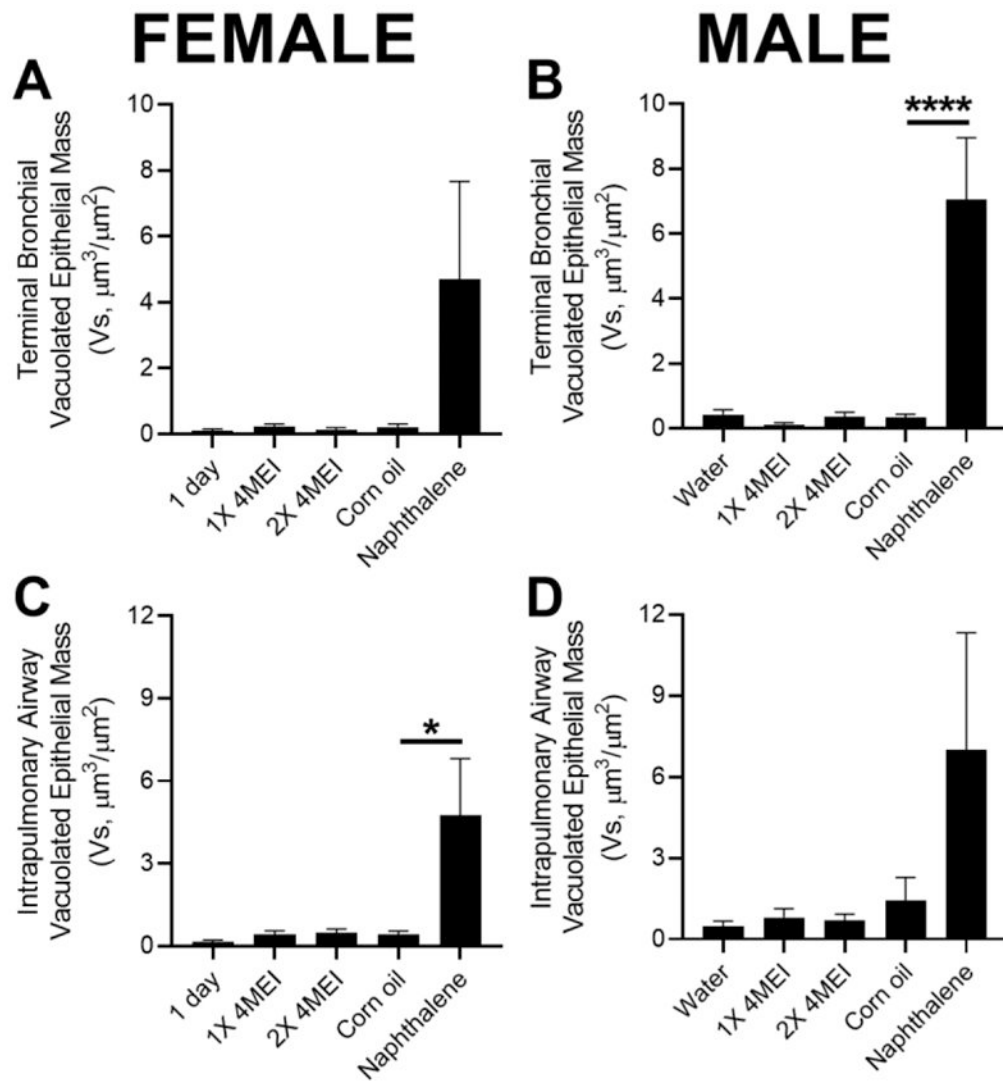 FEMALE
MALE
A
Terminal Bronchial
Vacuolated Epithelial Mass
(Vs, μm³/μm²)
10
8
6
4
2
0
1 day
1X 4MEI
2X 4MEI
Corn oil
Naphthalene
B
Terminal Bronchial
Vacuolated Epithelial Mass
(Vs, μm³/μm²)
10
8
6
4
2
0
****
Water
1X 4MEI
2X 4MEI
Corn oil
Naphthalene
C
Intrapulmonary Airway
Vacuolated Epithelial Mass
(Vs, μm³/μm²)
12
9
6
3
0
*
1 day
1X 4MEI
2X 4MEI
Corn oil
Naphthalene
D
Intrapulmonary Airway
Vacuolated Epithelial Mass
(Vs, μm³/μm²)
12
9
6
3
0
Water
1X 4MEI
2X 4MEI
Corn oil
Naphthalene